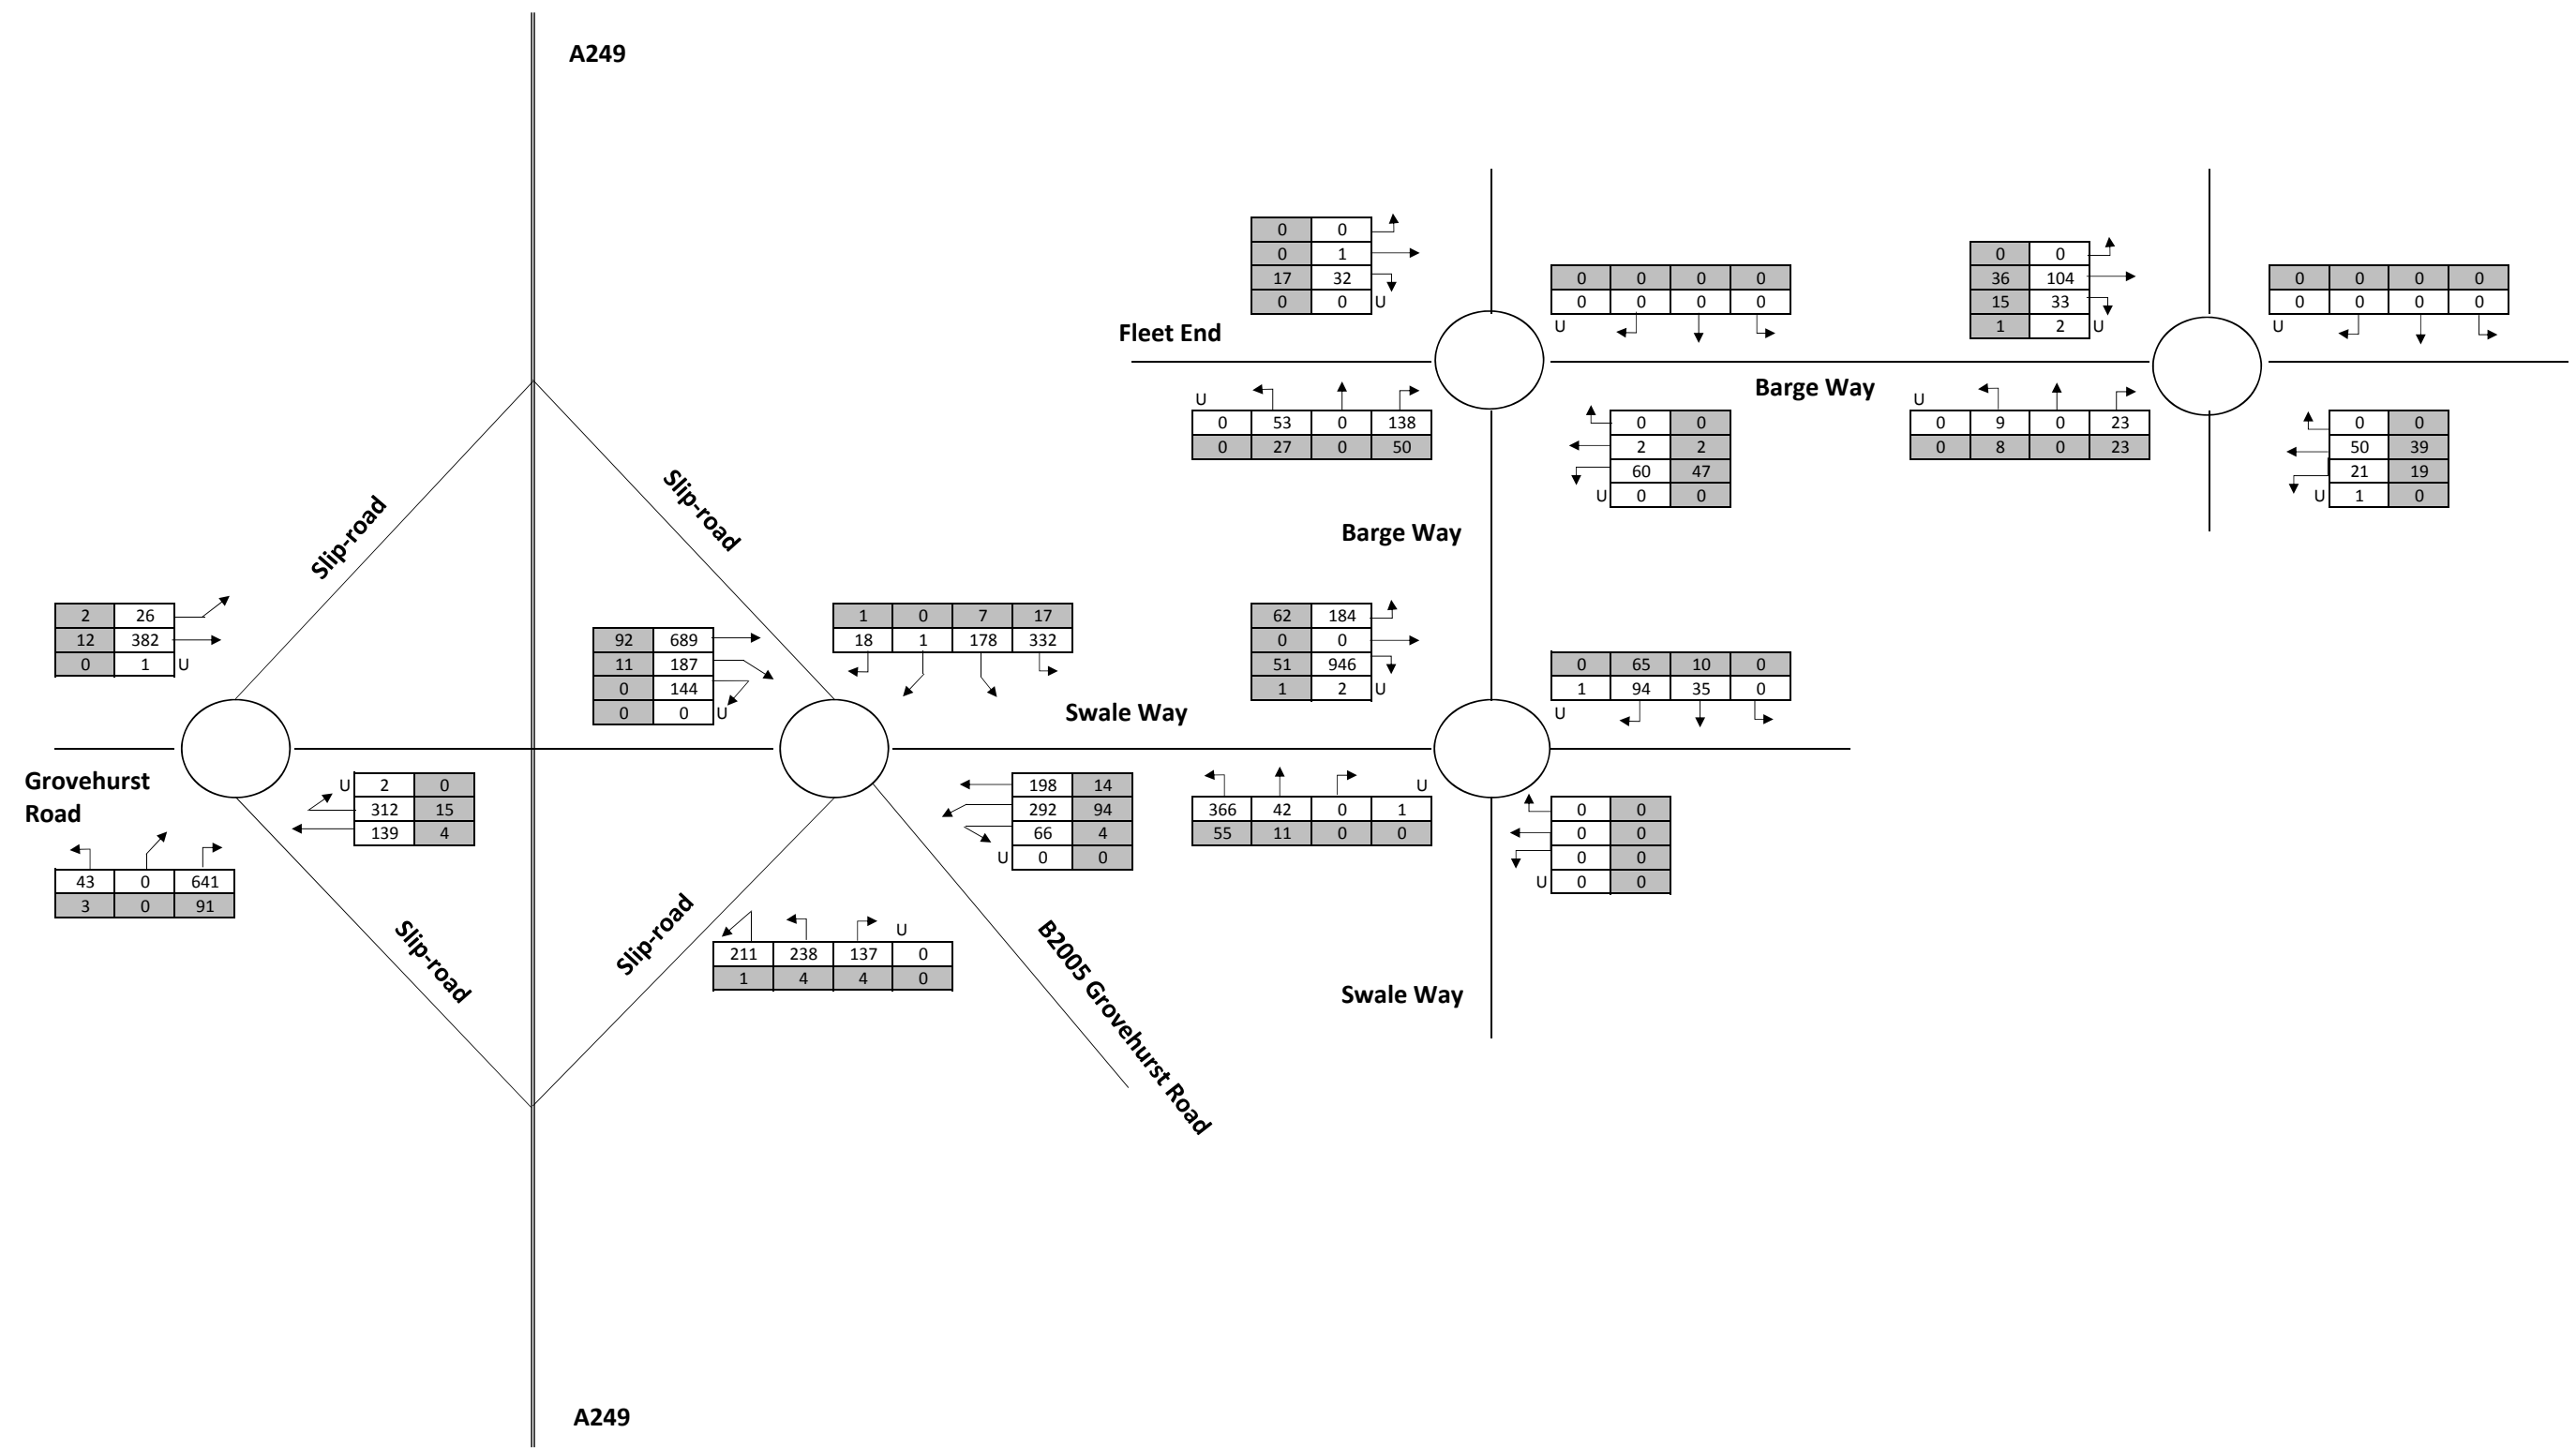 A249
0 0
0 1
17 32
0 0 U
Fleet End
0 0 0 0
0 0 0 0
U
0 0
36 104
15 33
1 2 U
0 0 0 0
0 0 0 0
U
Barge Way
U
0 53 0 138
0 27 0 50
0 0
2 2
60 47
U 0 0
U
0 9 0 23
0 8 0 23
0 0
50 39
21 19
U 1 0
Barge Way
Slip-road
Slip-road
2 26
12 382
0 1 U
92 689
11 187
0 144
0 0 U
1 0 7 17
18 1 178 332
Swale Way
62 184
0 0
51 946
1 2 U
0 65 10 0
1 94 35 0
U
Grovehurst
Road
U 2 0
312 15
139 4
43 0 641
3 0 91
198 14
292 94
66 4
U 0 0
U
366 42 0 1
55 11 0 0
0 0
0 0
0 0
U 0 0
Slip-road
Slip-road
U
211 238 137 0
1 4 4 0
B2005 Grovehurst Road
Swale Way
A249